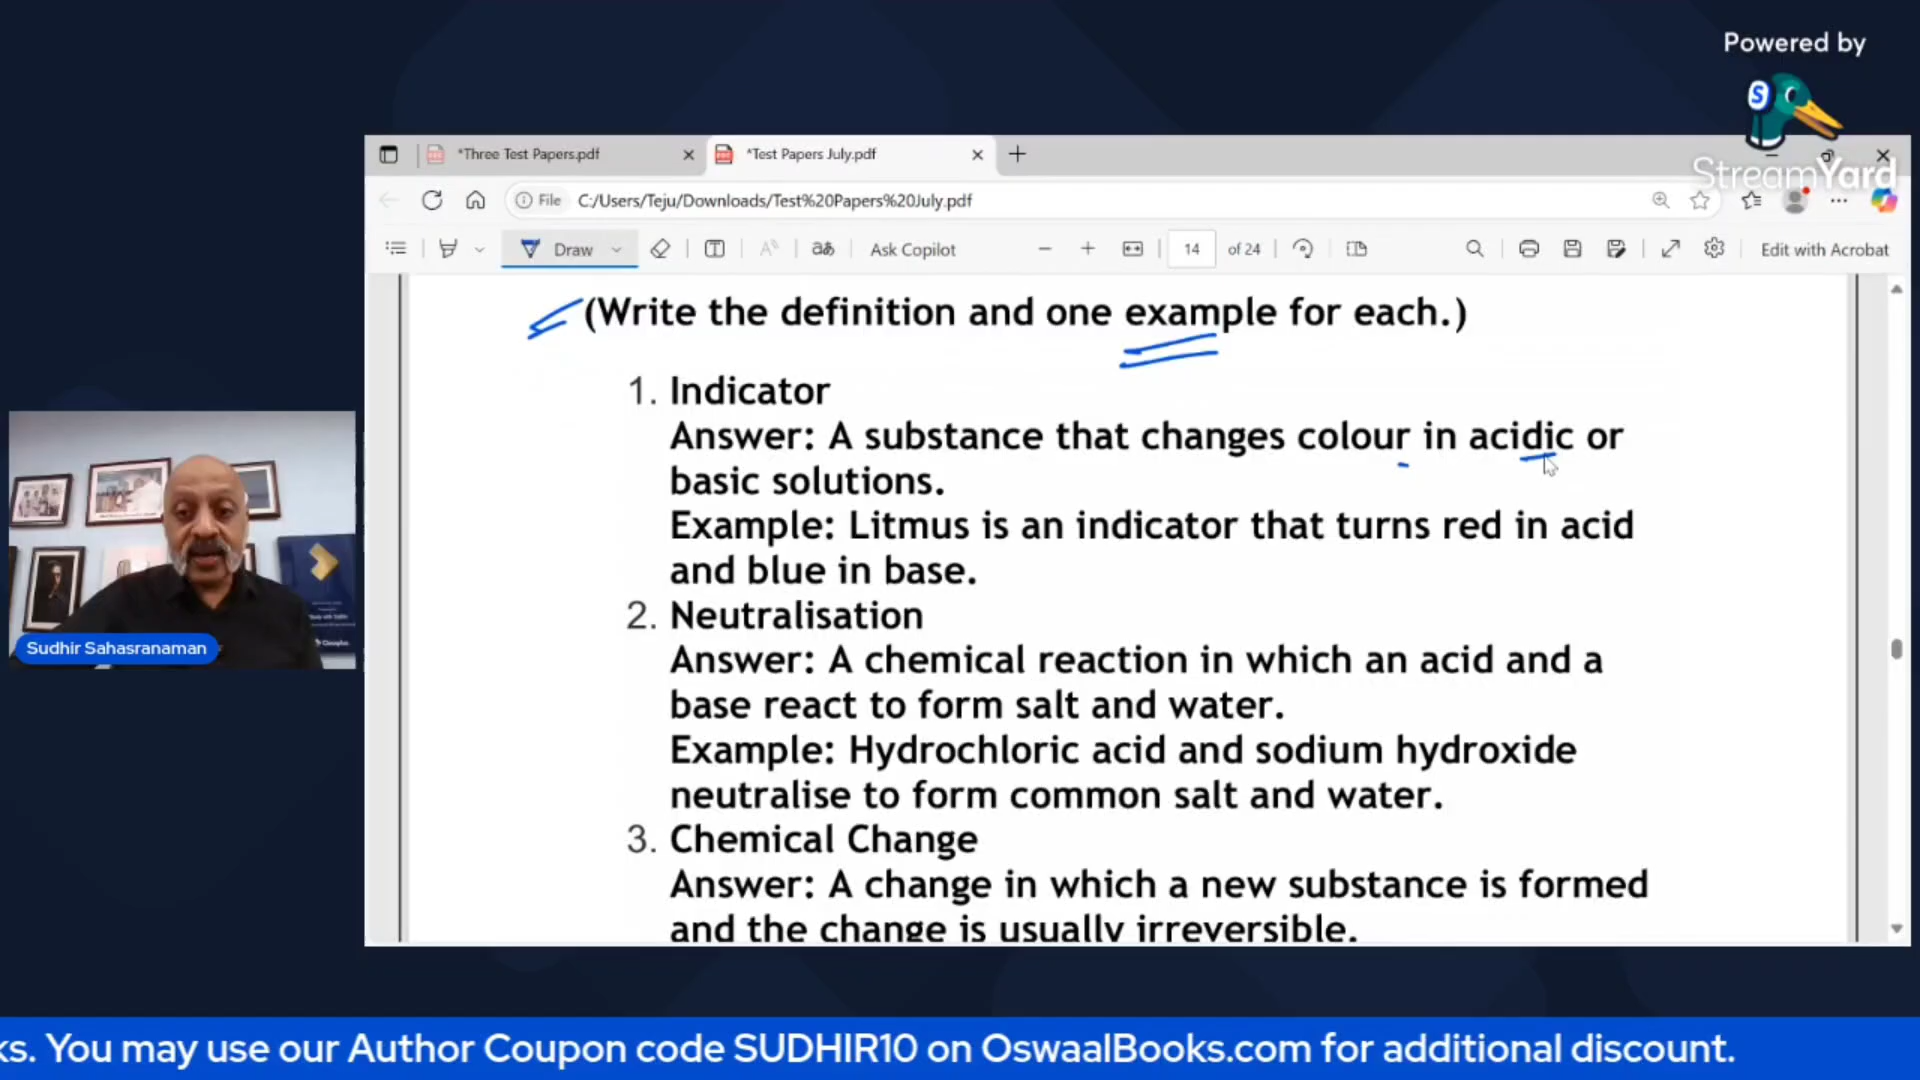 Powered by
StreamYard
*Three Test Papers.pdf
*Test Papers July.pdf
File C:/Users/Teju/Downloads/Test%20Papers%20July.pdf
Draw
aあ
Ask Copilot
14 of 24
Edit with Acrobat
(Write the definition and one example for each.)
1. Indicator
Answer: A substance that changes colour in acidic or
basic solutions.
Example: Litmus is an indicator that turns red in acid
and blue in base.
2. Neutralisation
Answer: A chemical reaction in which an acid and a
base react to form salt and water.
Example: Hydrochloric acid and sodium hydroxide
neutralise to form common salt and water.
3. Chemical Change
Answer: A change in which a new substance is formed
and the change is usually irreversible.
Sudhir Sahasranaman
ks. You may use our Author Coupon code SUDHIR10 on OswaalBooks.com for additional discount.